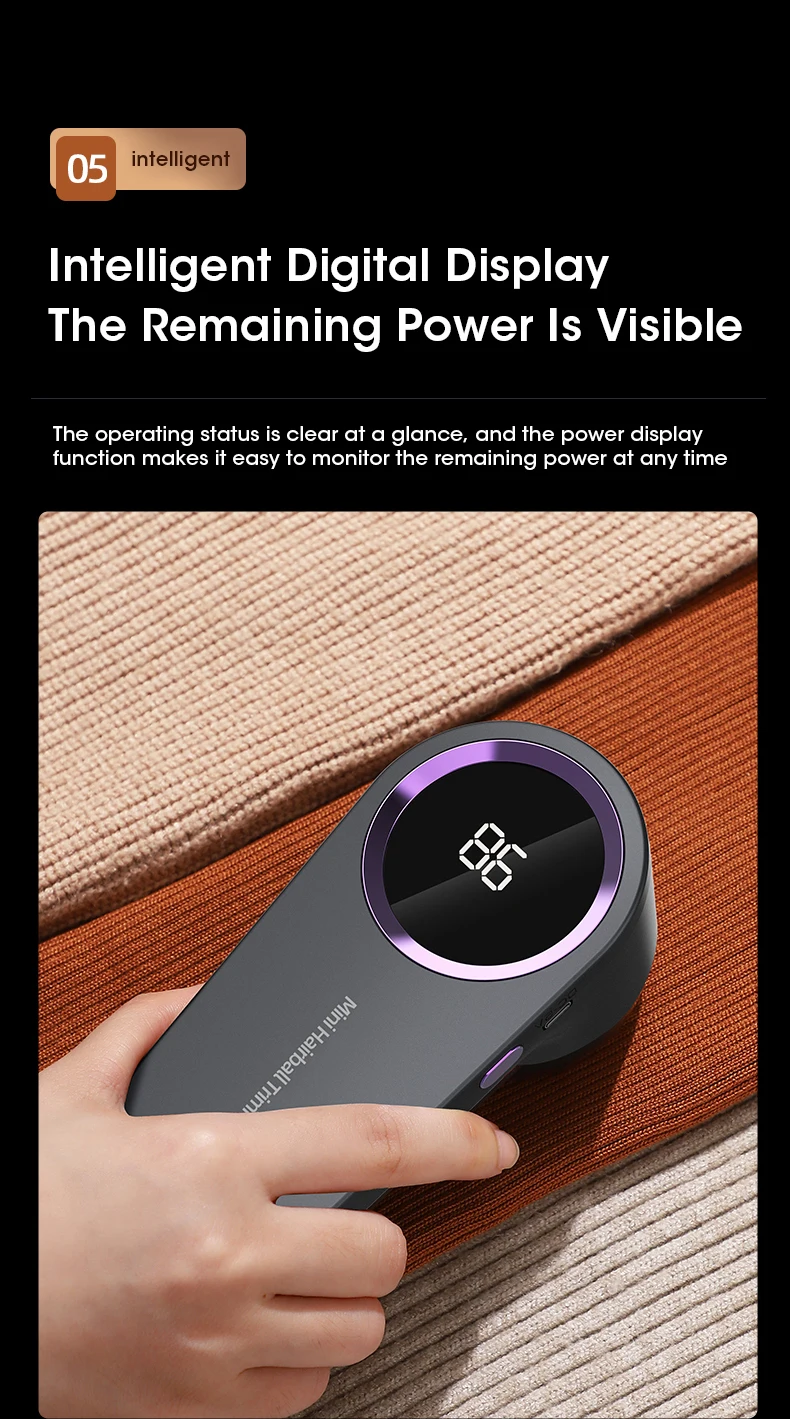 05
intelligent
Intelligent Digital Display
The Remaining Power Is Visible
The operating status is clear at a glance, and the power display
function makes it easy to monitor the remaining power at any time
Mini Hairball Trim